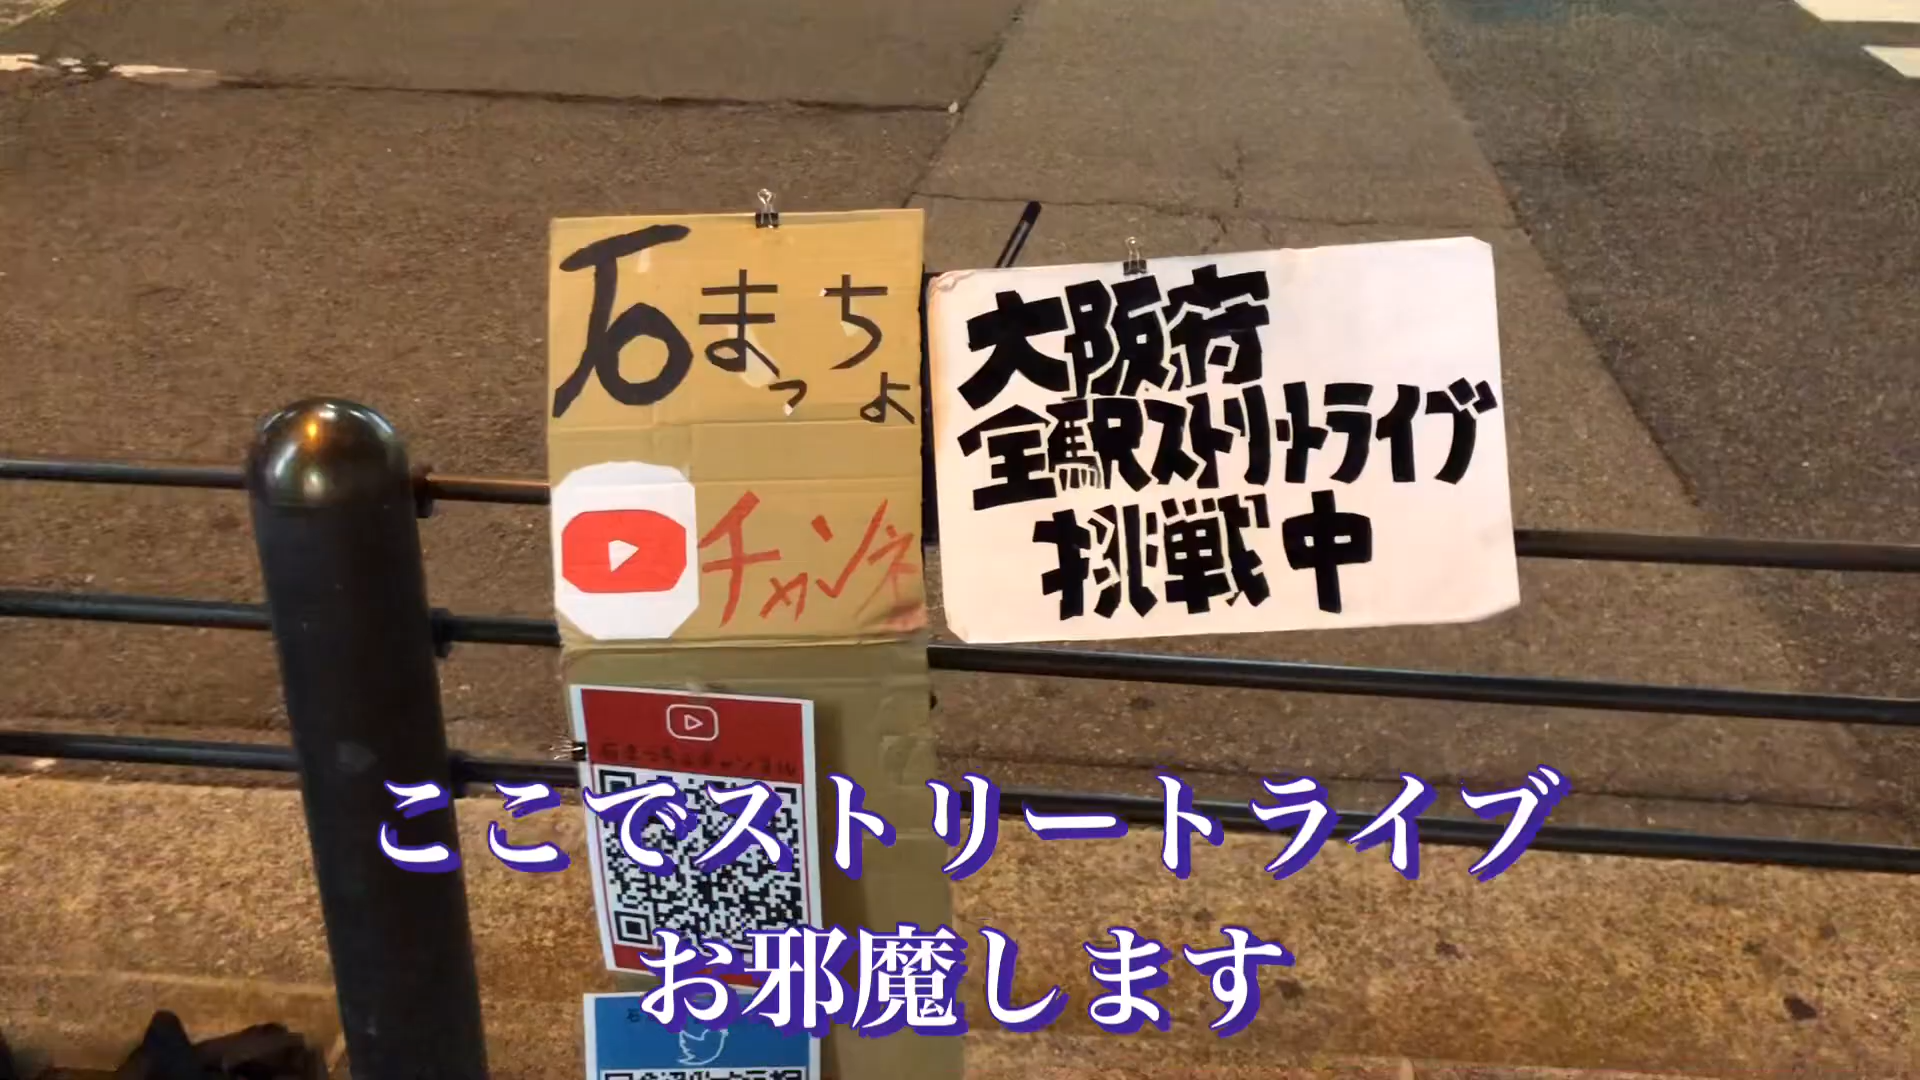 石まっちょ
チャンネ
大阪府
全駅ストリートライブ
挑戦中
石まっちょチャンネル
ここでストリートライブ
お邪魔します